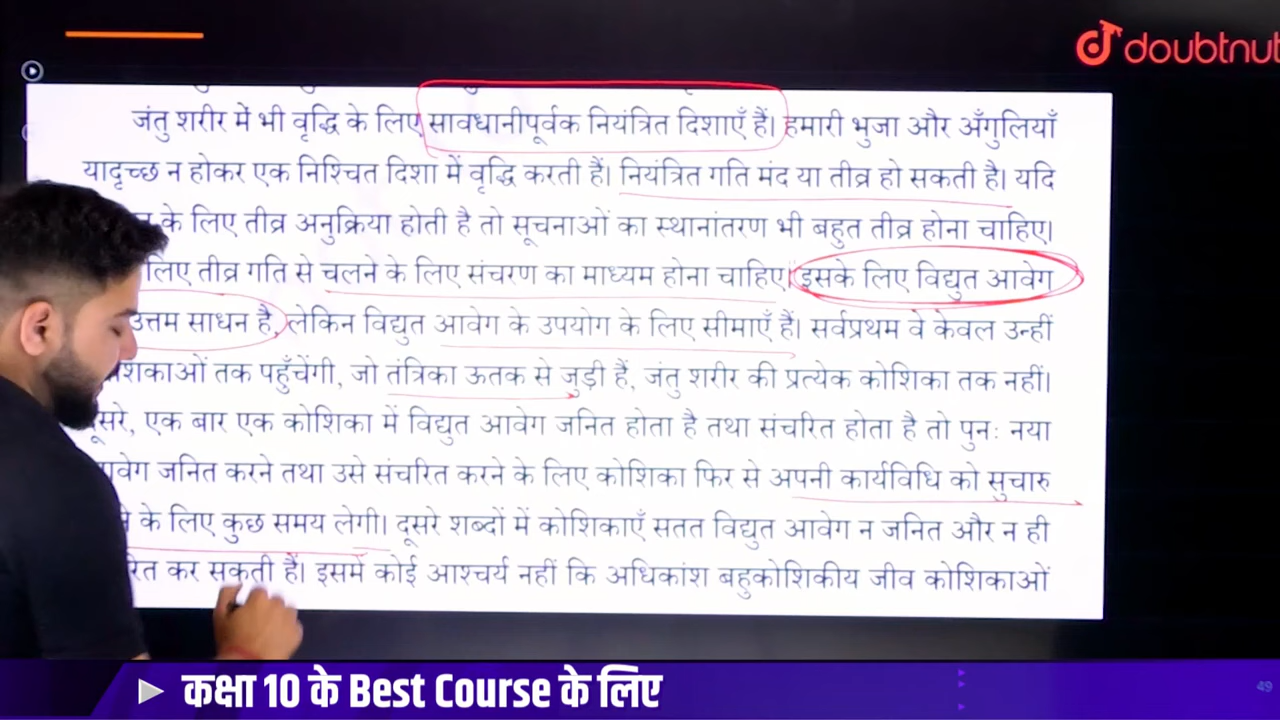 doubtnut
जंतु शरीर में भी वृद्धि के लिए सावधानीपूर्वक नियंत्रित दिशाएँ हैं। हमारी भुजा और अँगुलियाँ
यादृच्छ न होकर एक निश्चित दिशा में वृद्धि करती हैं। नियंत्रित गति मंद या तीव्र हो सकती है। यदि
के लिए तीव्र अनुक्रिया होती है तो सूचनाओं का स्थानांतरण भी बहुत तीव्र होना चाहिए।
लिए तीव्र गति से चलने के लिए संचरण का माध्यम होना चाहिए। इसके लिए विद्युत आवेग
उत्तम साधन है, लेकिन विद्युत आवेग के उपयोग के लिए सीमाएँ हैं। सर्वप्रथम वे केवल उन्हीं
तक पहुँचेंगी, जो तंत्रिका ऊतक से जुड़ी हैं, जंतु शरीर की प्रत्येक कोशिका तक नहीं।
एक बार एक कोशिका में विद्युत आवेग जनित होता है तथा संचरित होता है तो पुनः नया
जनित करने तथा उसे संचरित करने के लिए कोशिका फिर से अपनी कार्यविधि को सुचारु
के लिए कुछ समय लेगी। दूसरे शब्दों में कोशिकाएँ सतत विद्युत आवेग न जनित और न ही
कर सकती हैं। इसमें कोई आश्चर्य नहीं कि अधिकांश बहुकोशिकीय जीव कोशिकाओं
कक्षा 10 के Best Course के लिए
49